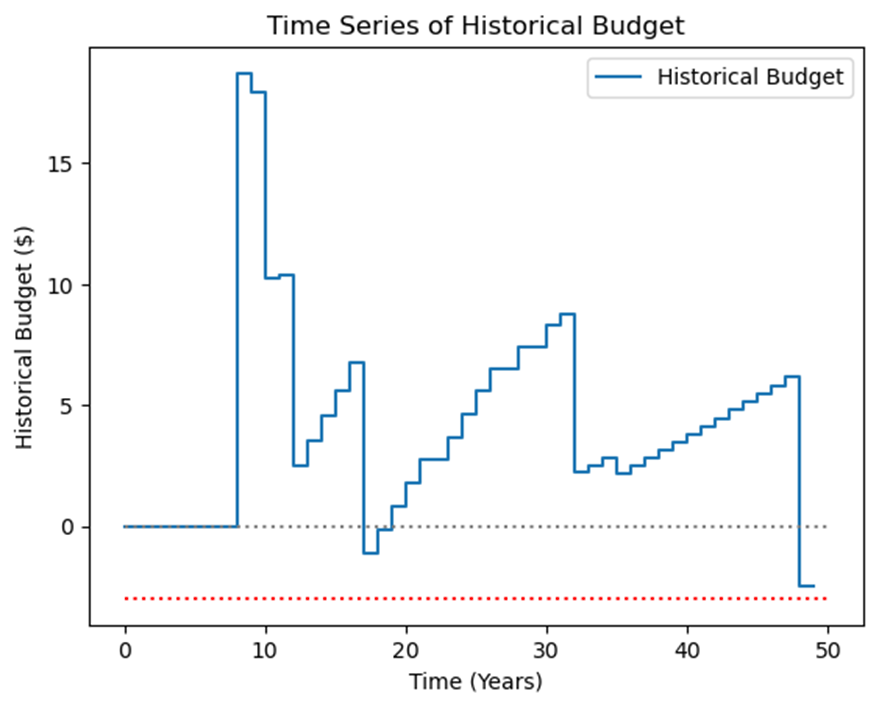 Time Series of Historical Budget
Historical Budget
Historical Budget ($)
15
10
5
0
0 10 20 30 40 50
Time (Years)